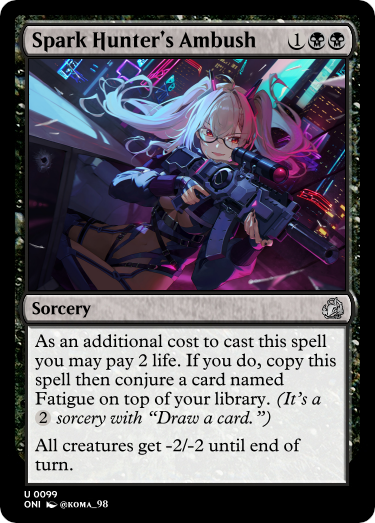 Spark Hunter's Ambush 1
Sorcery
As an additional cost to cast this spell
you may pay 2 life. If you do, copy this
spell then conjure a card named
Fatigue on top of your library. (It's a
2 sorcery with “Draw a card.”)
All creatures get -2/-2 until end of
turn.
U 0099
ONI @KOMA_98